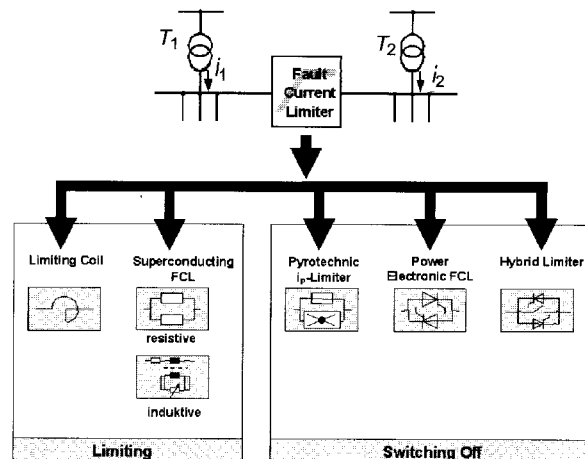 T1
T2
i1
i2
Fault
Current
Limiter
Limiting Coil
Superconducting
FCL
resistive
induktive
Limiting
Pyrotechnic
ip-Limiter
Power
Electronic FCL
Hybrid Limiter
Switching Off